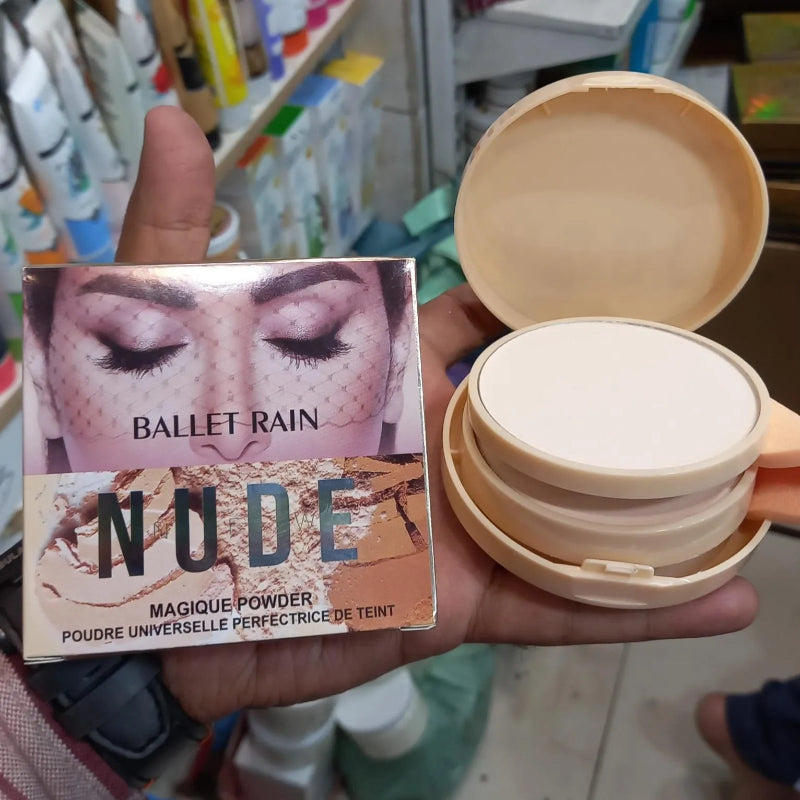 BALLET RAIN
NUDE
MAGIQUE POWDER
POUDRE UNIVERSELLE PERFECTRICE DE TEINT